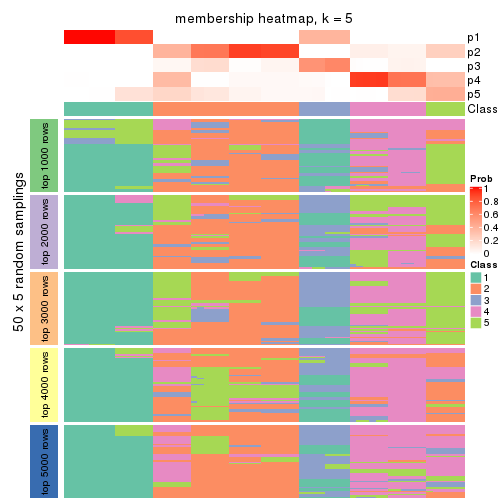 membership heatmap, k = 5
p1
p2
p3
p4
p5
Class
50 x 5 random samplings
top 1000 rows
top 2000 rows
top 3000 rows
top 4000 rows
top 5000 rows
Prob
1
0.8
0.6
0.4
0.2
0
Class
1
2
3
4
5